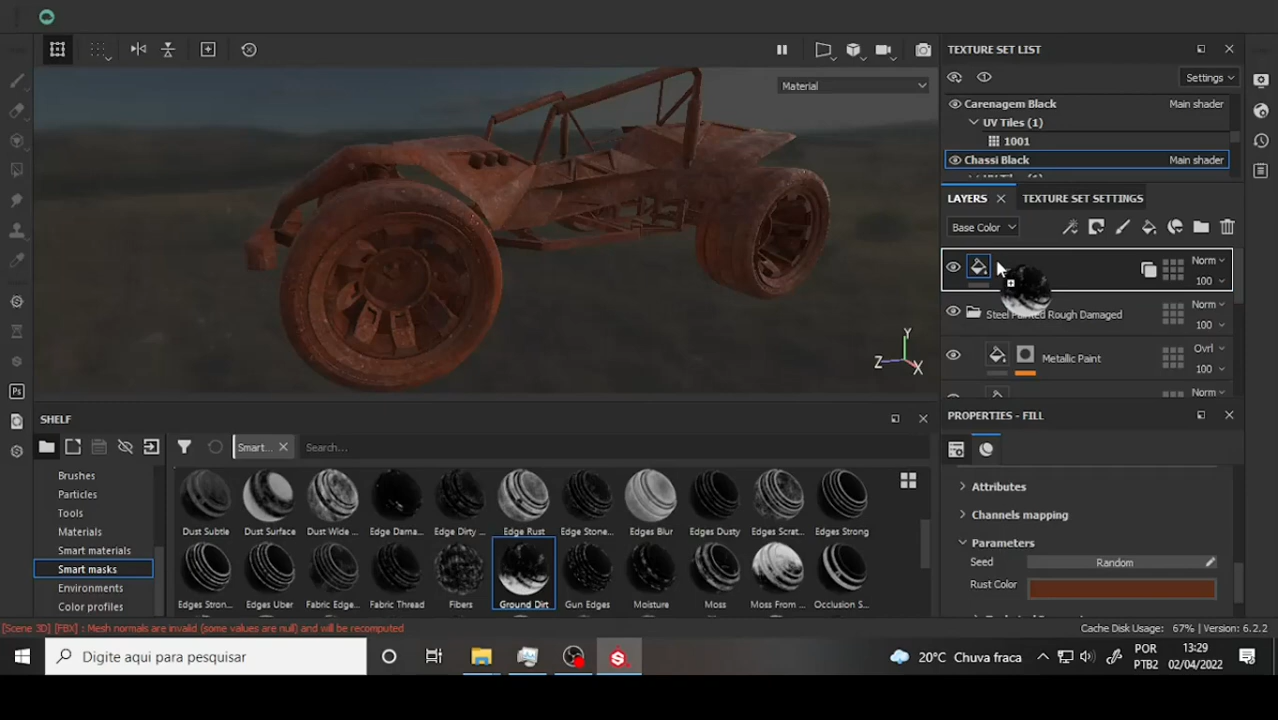 TEXTURE SET LIST
Settings
Material
Carenagem Black Main shader
UV Tiles (1)
1001
Chassi Black Main shader
LAYERS TEXTURE SET SETTINGS
Base Color
Norm
100
Norm
Steel Painted Rough Damaged
100
Ovrl
Metallic Paint
100
Norm
Y
Z X
SHELF
PROPERTIES - FILL
Smart...
Search...
Brushes
Particles
Tools
Materials
Smart materials
Smart masks
Environments
Color profiles
Dust Subtle Dust Surface Dust Wide ... Edge Dama... Edge Dirty ... Edge Rust Edge Stone... Edges Blur Edges Dusty Edges Scrat... Edges Strong
Edges Stron... Edges Uber Fabric Edge... Fabric Thread Fibers Ground Dirt Gun Edges Moisture Moss Moss From ... Occlusion S...
Attributes
Channels mapping
Parameters
Seed Random
Rust Color
[Scene 3D] [FBX] : Mesh normals are invalid (some values are null) and will be recomputed
Cache Disk Usage: 67% | Version: 6.2.2
Digite aqui para pesquisar
Ps
20°C Chuva fraca
POR
PTB2
13:29
02/04/2022